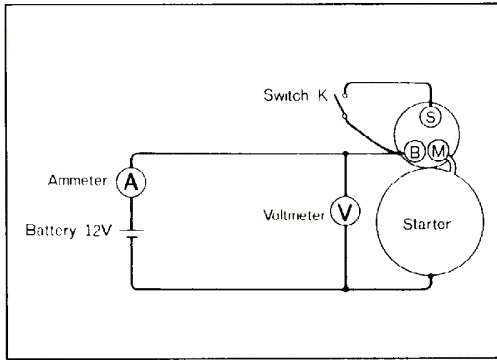 Switch K
S
B M
Ammeter A
Battery 12V
Voltmeter V
Starter